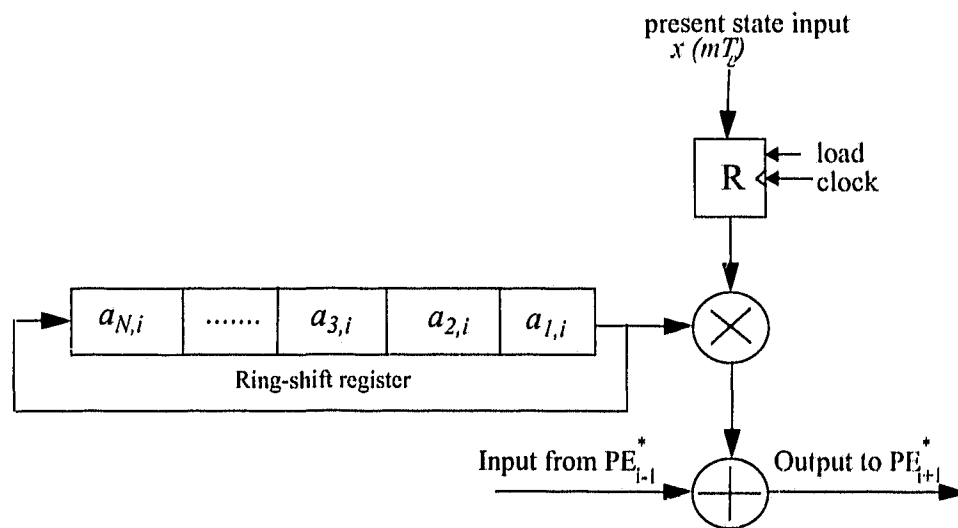 present state input
x (mT_c)
load
R
clock
a_{N,i} ....... a_{3,i} a_{2,i} a_{1,i}
Ring-shift register
Input from PE^*_{i-1} Output to PE^*_{i+1}